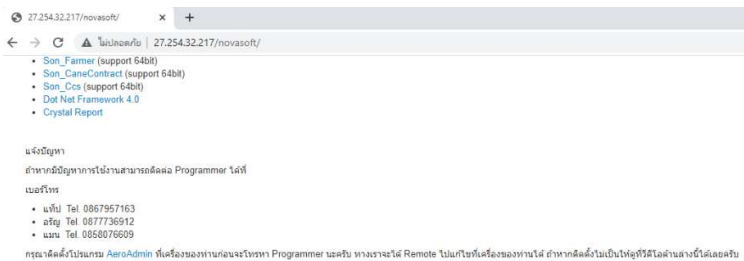 27.254.32.217/novasoft/
ไม่ปลอดภัย | 27.254.32.217/novasoft/
• Son_Farmer (support 64bit)
• Son_CaneContract (support 64bit)
• Son_Ccs (support 64bit)
• Dot Net Framework 4.0
• Crystal Report
แจ้งปัญหา
ถ้าหากมีปัญหาการใช้งานสามารถติดต่อ Programmer ได้ที่
เบอร์โทร
• แท็ป Tel. 0867957163
• อรัญ Tel. 0877736912
• แมน Tel. 0858076609
กรุณาติดตั้งโปรแกรม AeroAdmin ที่เครื่องของท่านก่อนจะโทรหา Programmer นะครับ ทางเราจะได้ Remote ไปแก้ไขที่เครื่องของท่านได้ ถ้าหากติดตั้งไม่เป็นให้ดูที่วีดีโอด้านล่างนี้ได้เลยครับ